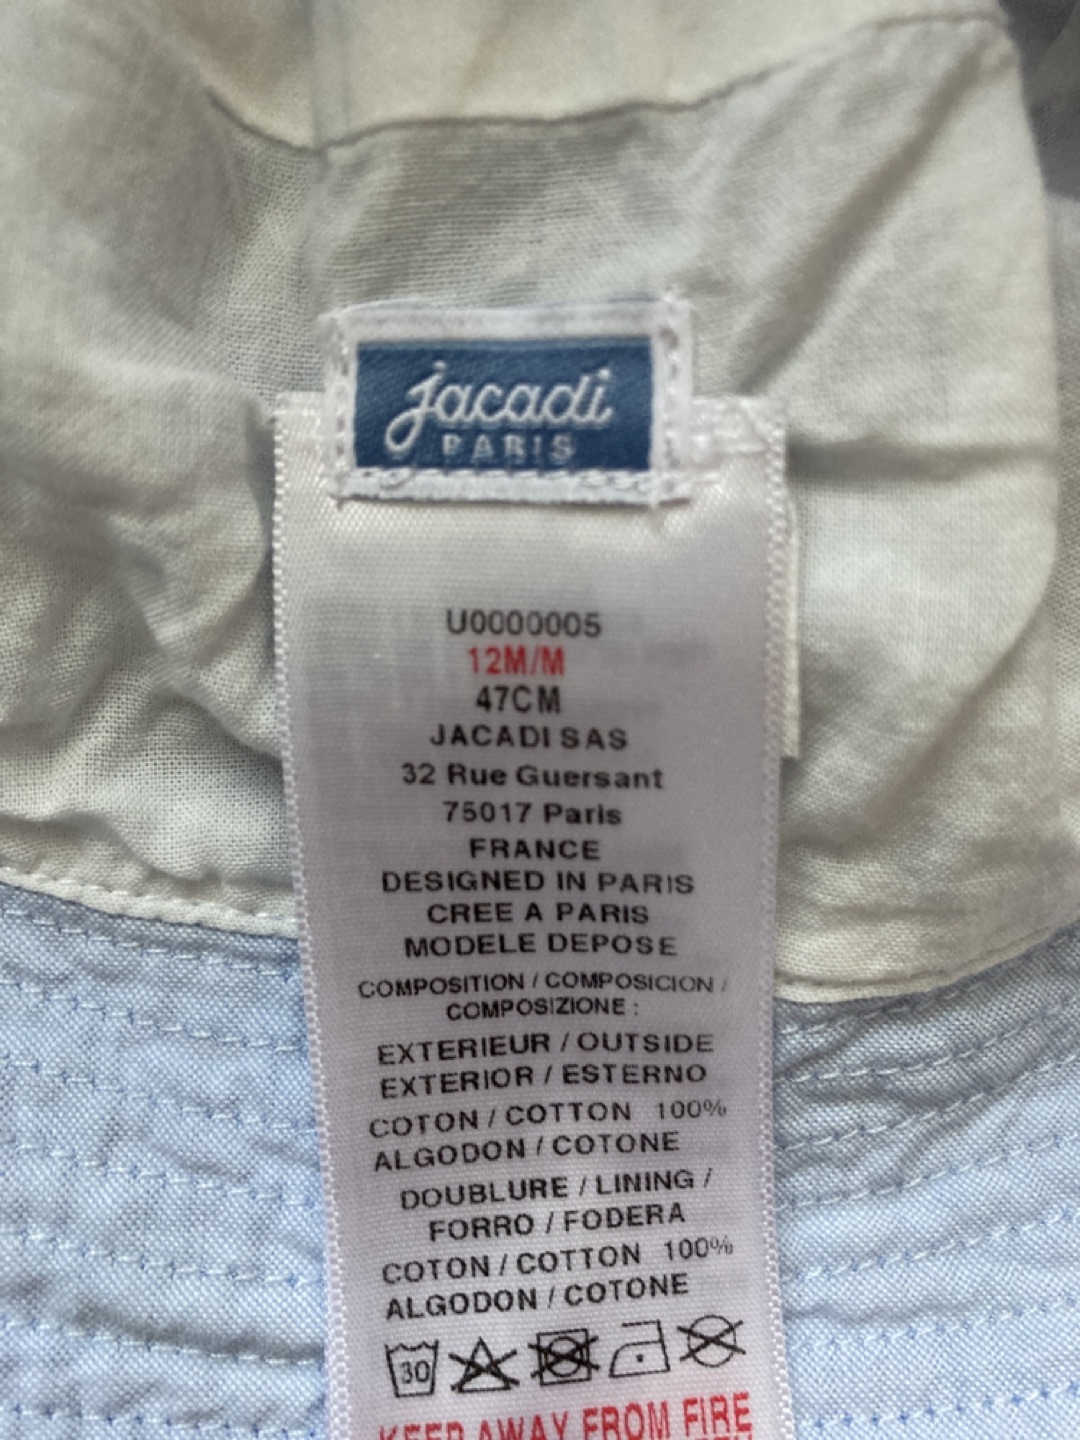 jacadi
PARIS
U0000005
12M/M
47CM
JACADI SAS
32 Rue Guersant
75017 Paris
FRANCE
DESIGNED IN PARIS
CREE A PARIS
MODELE DEPOSE
COMPOSITION / COMPOSICION /
COMPOSIZIONE :
EXTERIEUR / OUTSIDE
EXTERIOR / ESTERNO
COTON / COTTON 100%
ALGODON / COTONE
DOUBLURE / LINING /
FORRO / FODERA
COTON / COTTON 100%
ALGODON / COTONE
30
KEEP AWAY FROM FIRE